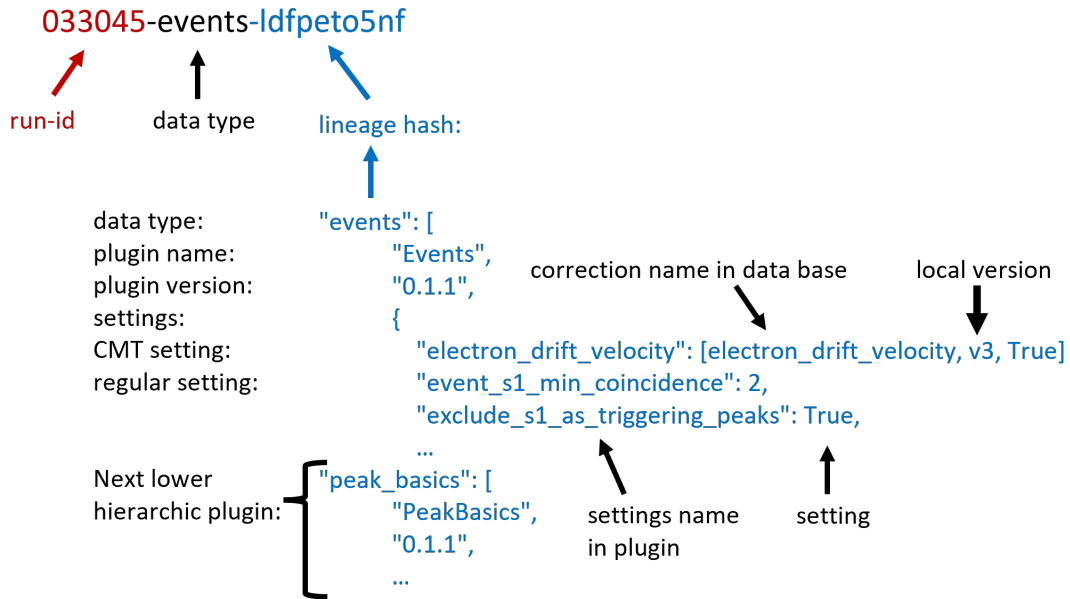 033045-events-ldfpeto5nf
run-id
data type
lineage hash:
data type: "events": [
plugin name: "Events",
plugin version: "0.1.1",
correction name in data base
local version
settings: {
CMT setting: "electron_drift_velocity": [electron_drift_velocity, v3, True]
regular setting: "event_s1_min_coincidence": 2,
"exclude_s1_as_triggering_peaks": True,
...
Next lower
hierarchic plugin:
"peak_basics": [
"PeakBasics",
"0.1.1",
...
settings name
in plugin
setting